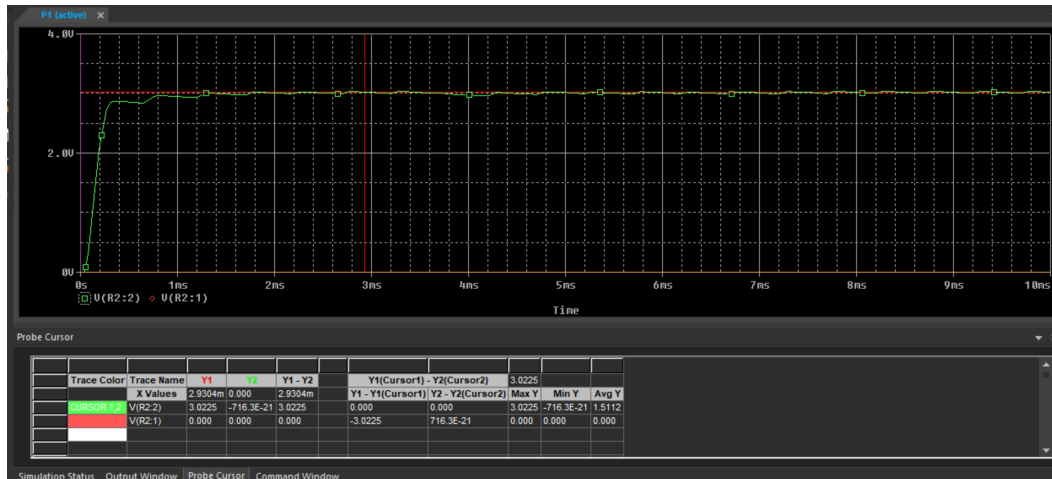 P1 (active) ×
4.0V
2.0V
0V
0s 1ms 2ms 3ms 4ms 5ms 6ms 7ms 8ms 9ms 10ms
V(R2:2) V(R2:1)
Time
Probe Cursor
Trace Color Trace Name Y1 Y2 Y1 - Y2 Y1(Cursor1) - Y2(Cursor2) 3.0225
X Values 2.9304m 0.000 2.9304m Y1 - Y1(Cursor1) Y2 - Y2(Cursor2) Max Y Min Y Avg Y
CURSOR 1,2 V(R2:2) 3.0225 -716.3E-21 3.0225 0.000 0.000 3.0225 -716.3E-21 1.5112
V(R2:1) 0.000 0.000 0.000 -3.0225 716.3E-21 0.000 0.000 0.000
Simulation Status Output Window Probe Cursor Command Window